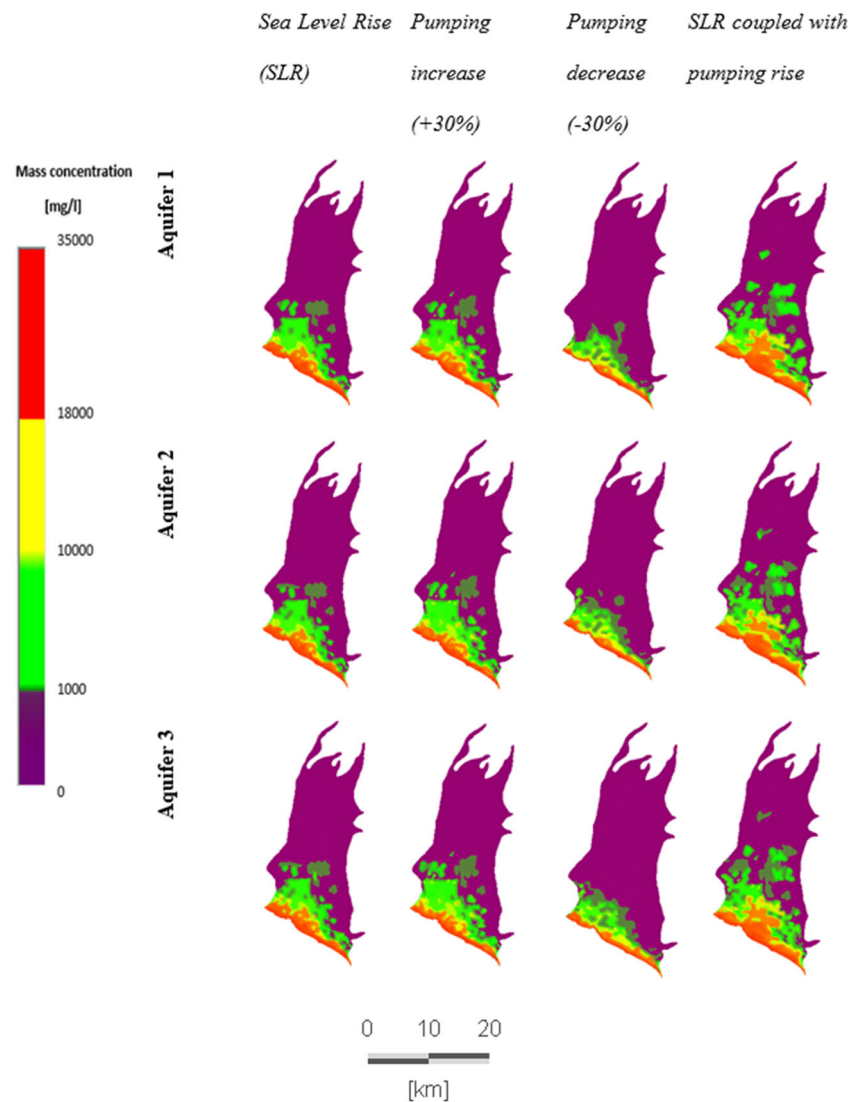 Sea Level Rise
(SLR)
Pumping
increase
(+30%)
Pumping
decrease
(-30%)
SLR coupled with
pumping rise
Mass concentration
[mg/l]
35000
18000
10000
1000
0
Aquifer 1
Aquifer 2
Aquifer 3
0 10 20
[km]